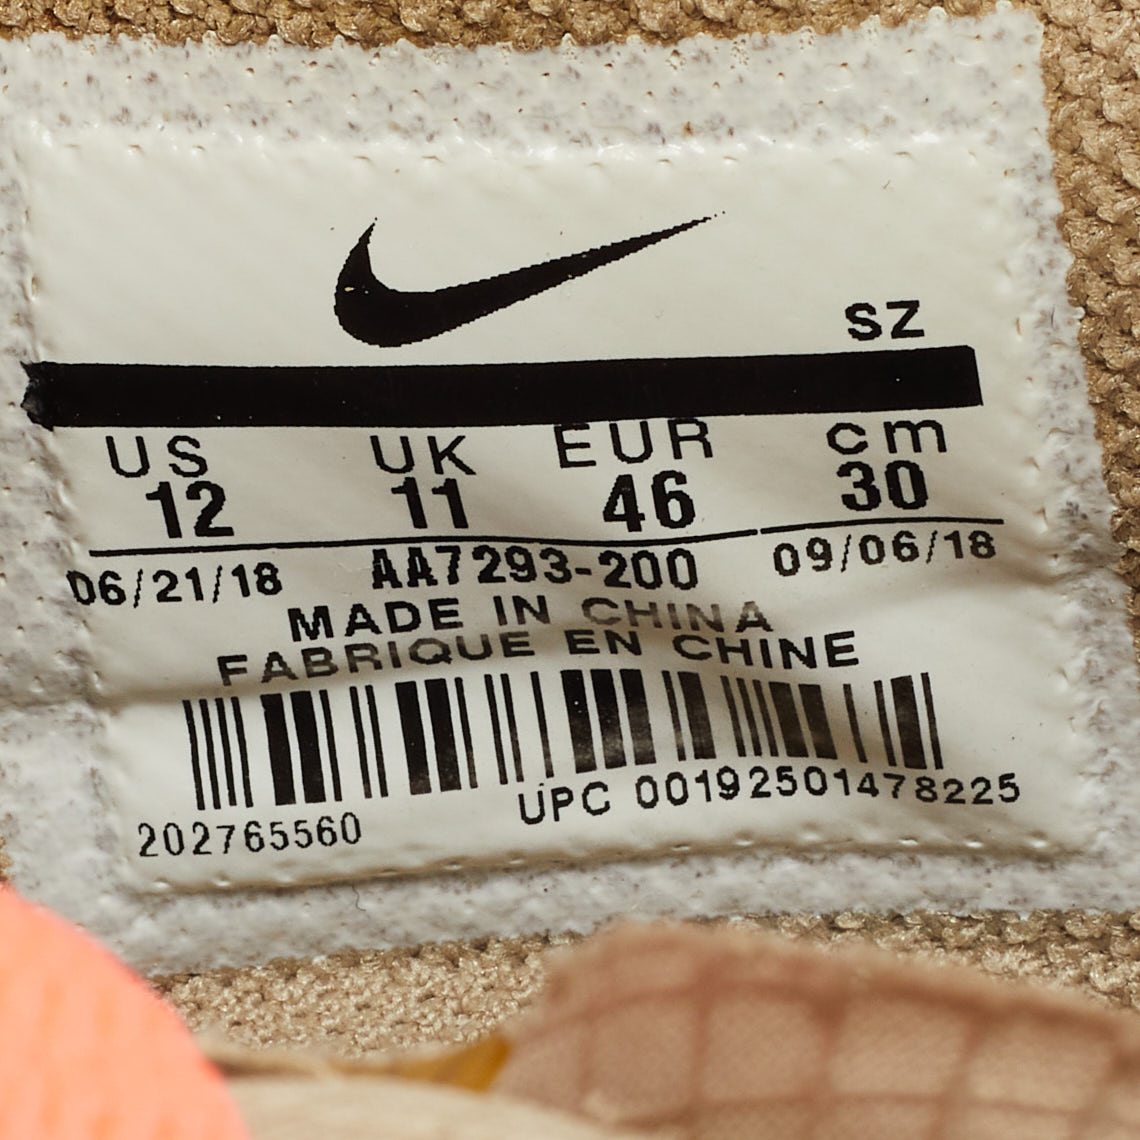 SZ
US UK EUR cm
12 11 46 30
06/21/18 AA7293-200 09/06/18
MADE IN CHINA
FABRIQUE EN CHINE
UPC 00192501478225
202765560